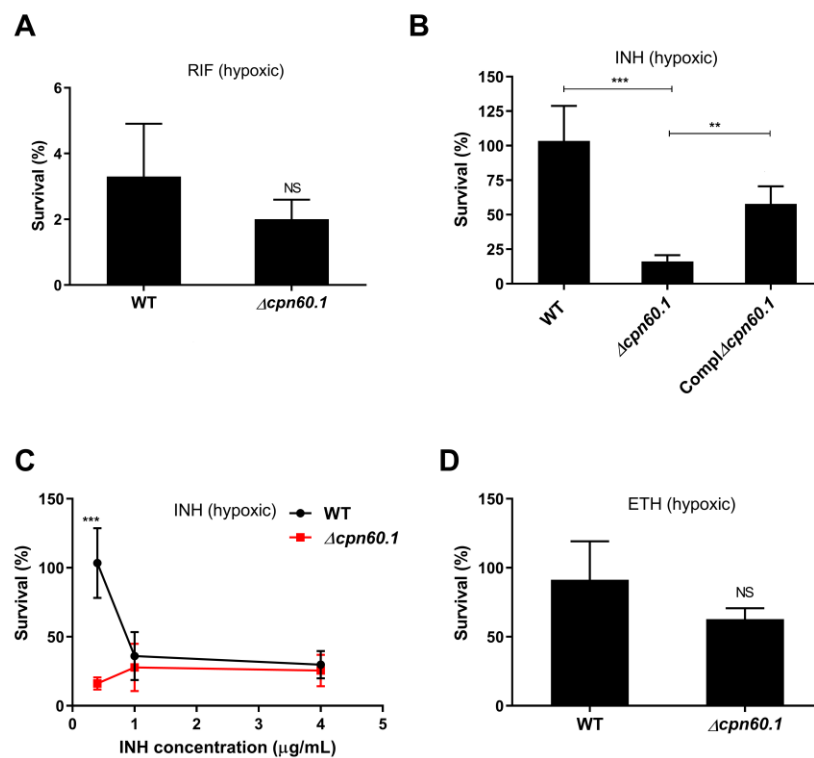 A
RIF (hypoxic)
6
4
2
0
Survival (%)
NS
WT
Δcpn60.1
B
INH (hypoxic)
150
125
100
75
50
25
0
Survival (%)
***
**
WT
Δcpn60.1
ComplΔcpn60.1
C
INH (hypoxic)
WT
Δcpn60.1
***
150
100
50
0
Survival (%)
0 1 2 3 4 5
INH concentration (μg/mL)
D
ETH (hypoxic)
150
100
50
0
Survival (%)
NS
WT
Δcpn60.1